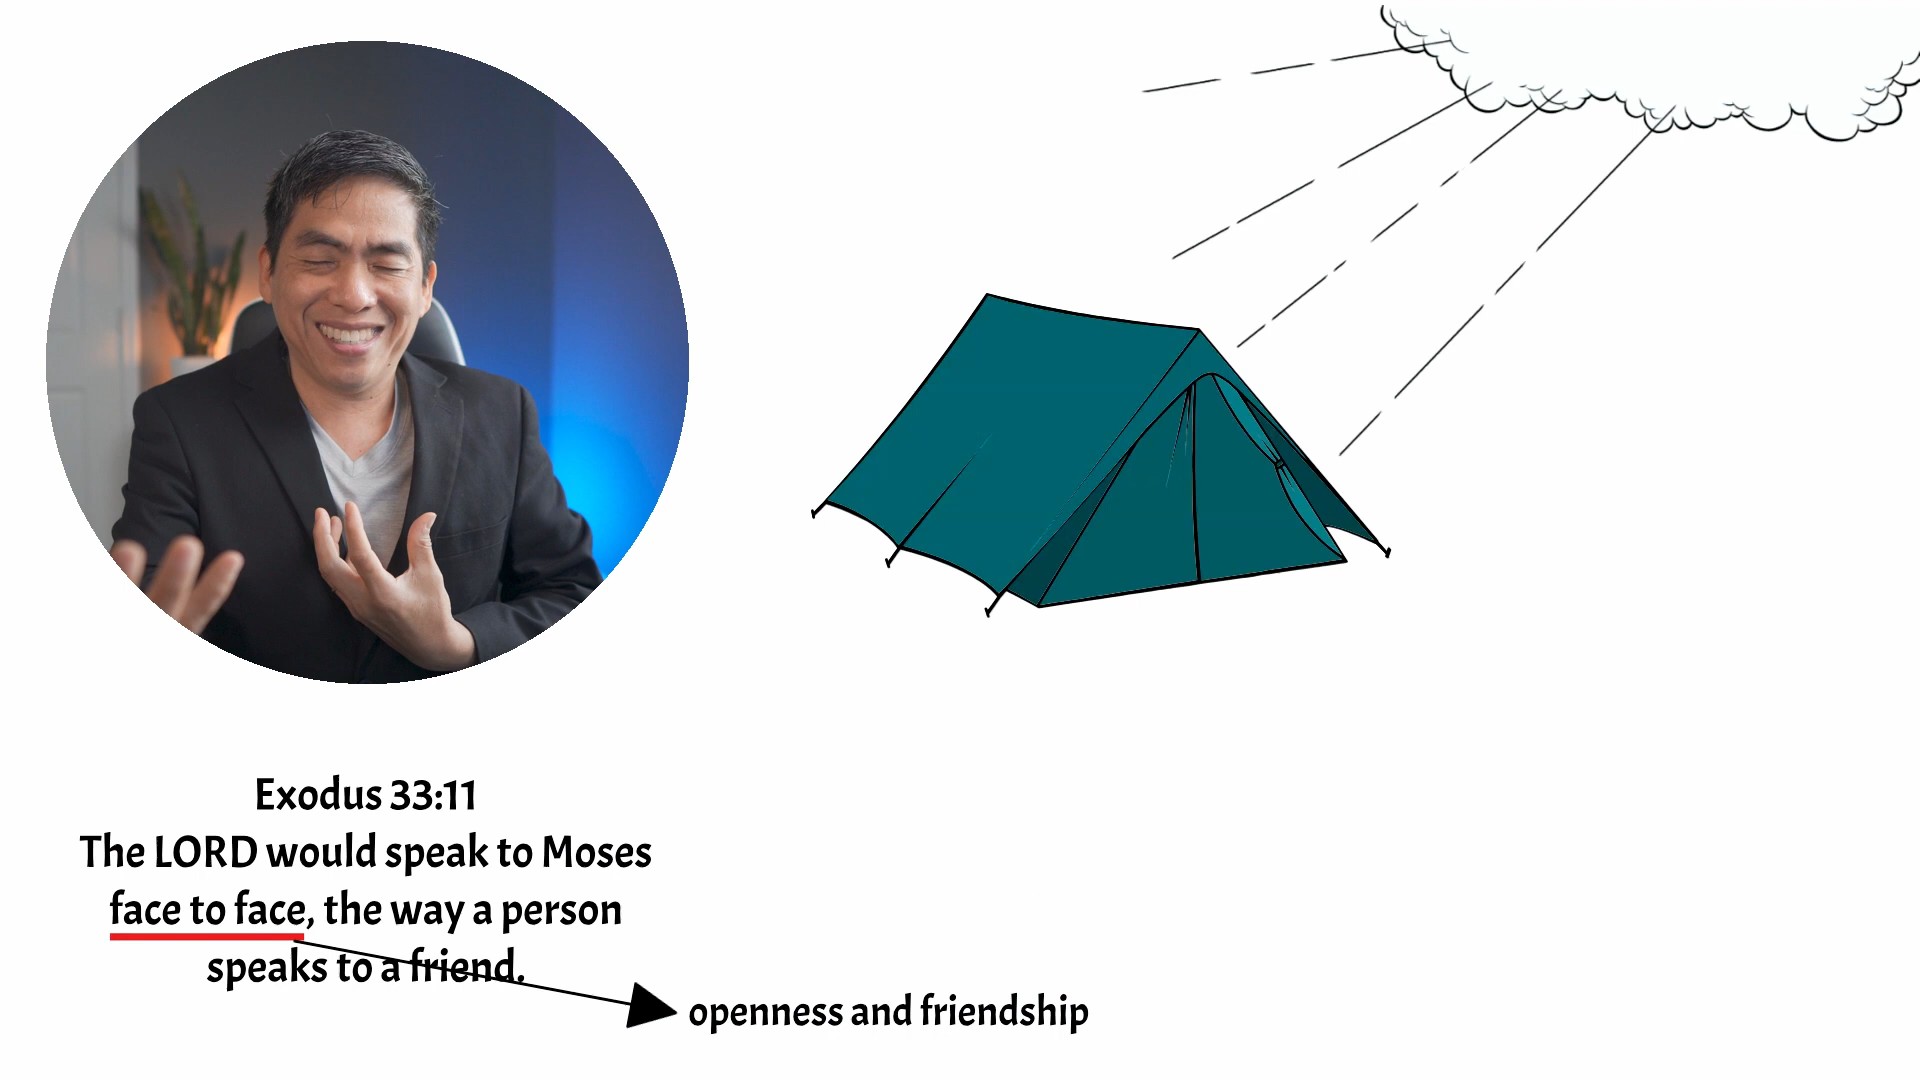 Exodus 33:11
The LORD would speak to Moses
face to face, the way a person
speaks to a friend.
openness and friendship